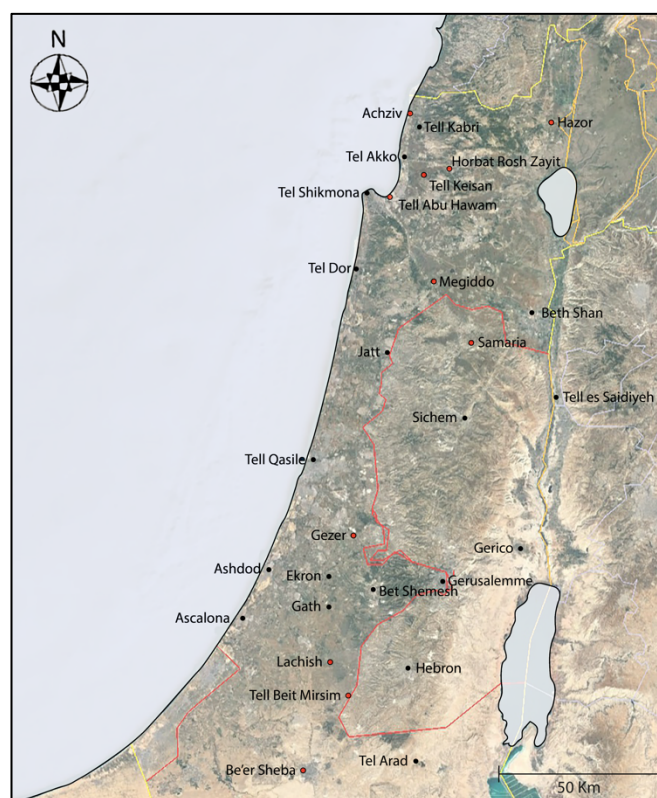 N
Achziv
Tell Kabri
Hazor
Tel Akko
Horbat Rosh Zayit
Tell Keisan
Tel Shikmona
Tell Abu Hawam
Tel Dor
Megiddo
Beth Shan
Samaria
Jatt
Tell es Saidiyeh
Sichem
Tell Qasile
Gezer
Gerico
Ashdod
Ekron
Gerusalemme
Bet Shemesh
Gath
Ascalona
Lachish
Hebron
Tell Beit Mirsim
Tel Arad
Be'er Sheba
50 Km